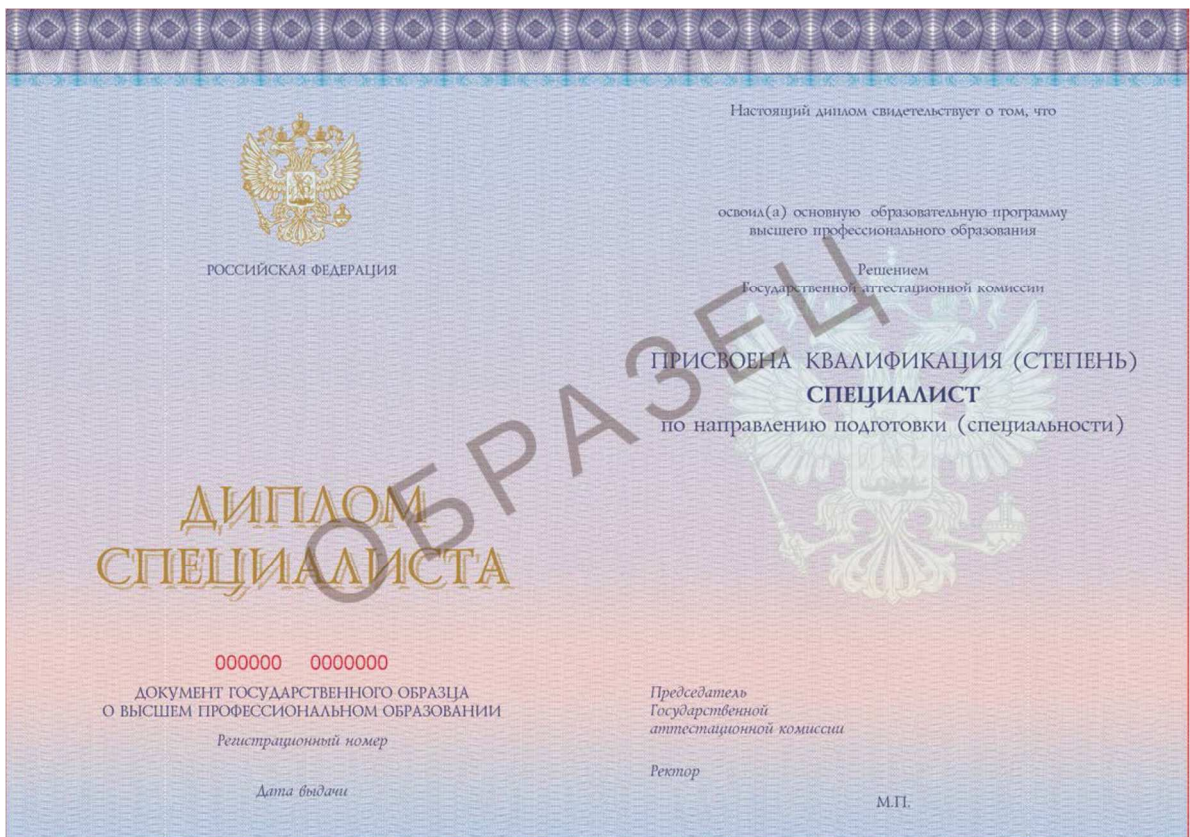 РОССИЙСКАЯ ФЕДЕРАЦИЯ
ДИПЛОМ
СПЕЦИАЛИСТА
000000 0000000
ДОКУМЕНТ ГОСУДАРСТВЕННОГО ОБРАЗЦА
О ВЫСШЕМ ПРОФЕССИОНАЛЬНОМ ОБРАЗОВАНИИ
Регистрационный номер
Дата выдачи
Настоящий диплом свидетельствует о том, что
освоил(а) основную образовательную программу
высшего профессионального образования
Решением
Государственной аттестационной комиссии
ПРИСВОЕНА КВАЛИФИКАЦИЯ (СТЕПЕНЬ)
СПЕЦИАЛИСТ
по направлению подготовки (специальности)
Председатель
Государственной
аттестационной комиссии
Ректор
М.П.
ОБРАЗЕЦ